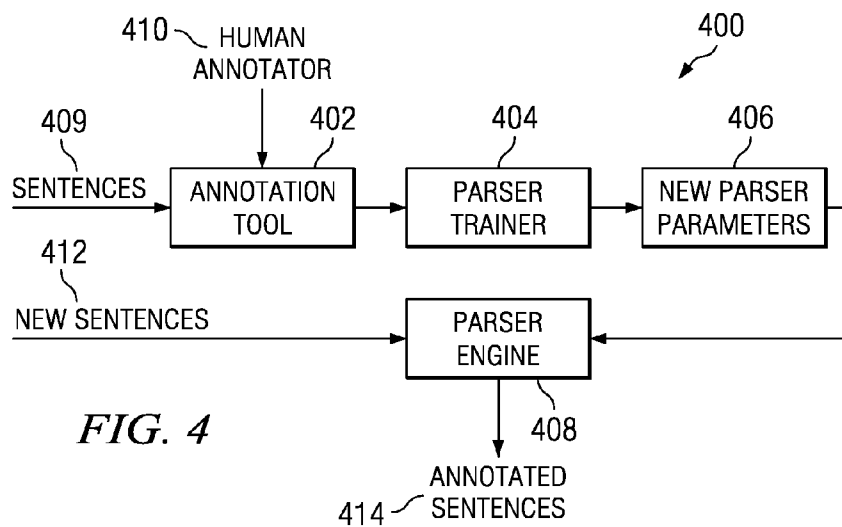 410
HUMAN
ANNOTATOR
400
409
402
404
406
SENTENCES
ANNOTATION
TOOL
PARSER
TRAINER
NEW PARSER
PARAMETERS
412
NEW SENTENCES
PARSER
ENGINE
408
FIG. 4
ANNOTATED
SENTENCES
414